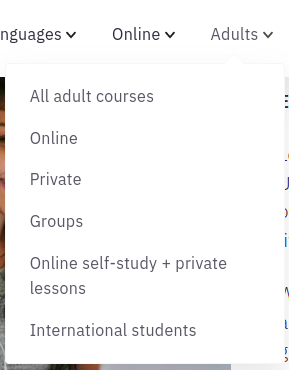 nguages Online Adults
All adult courses
Online
Private
Groups
Online self-study + private
lessons
International students